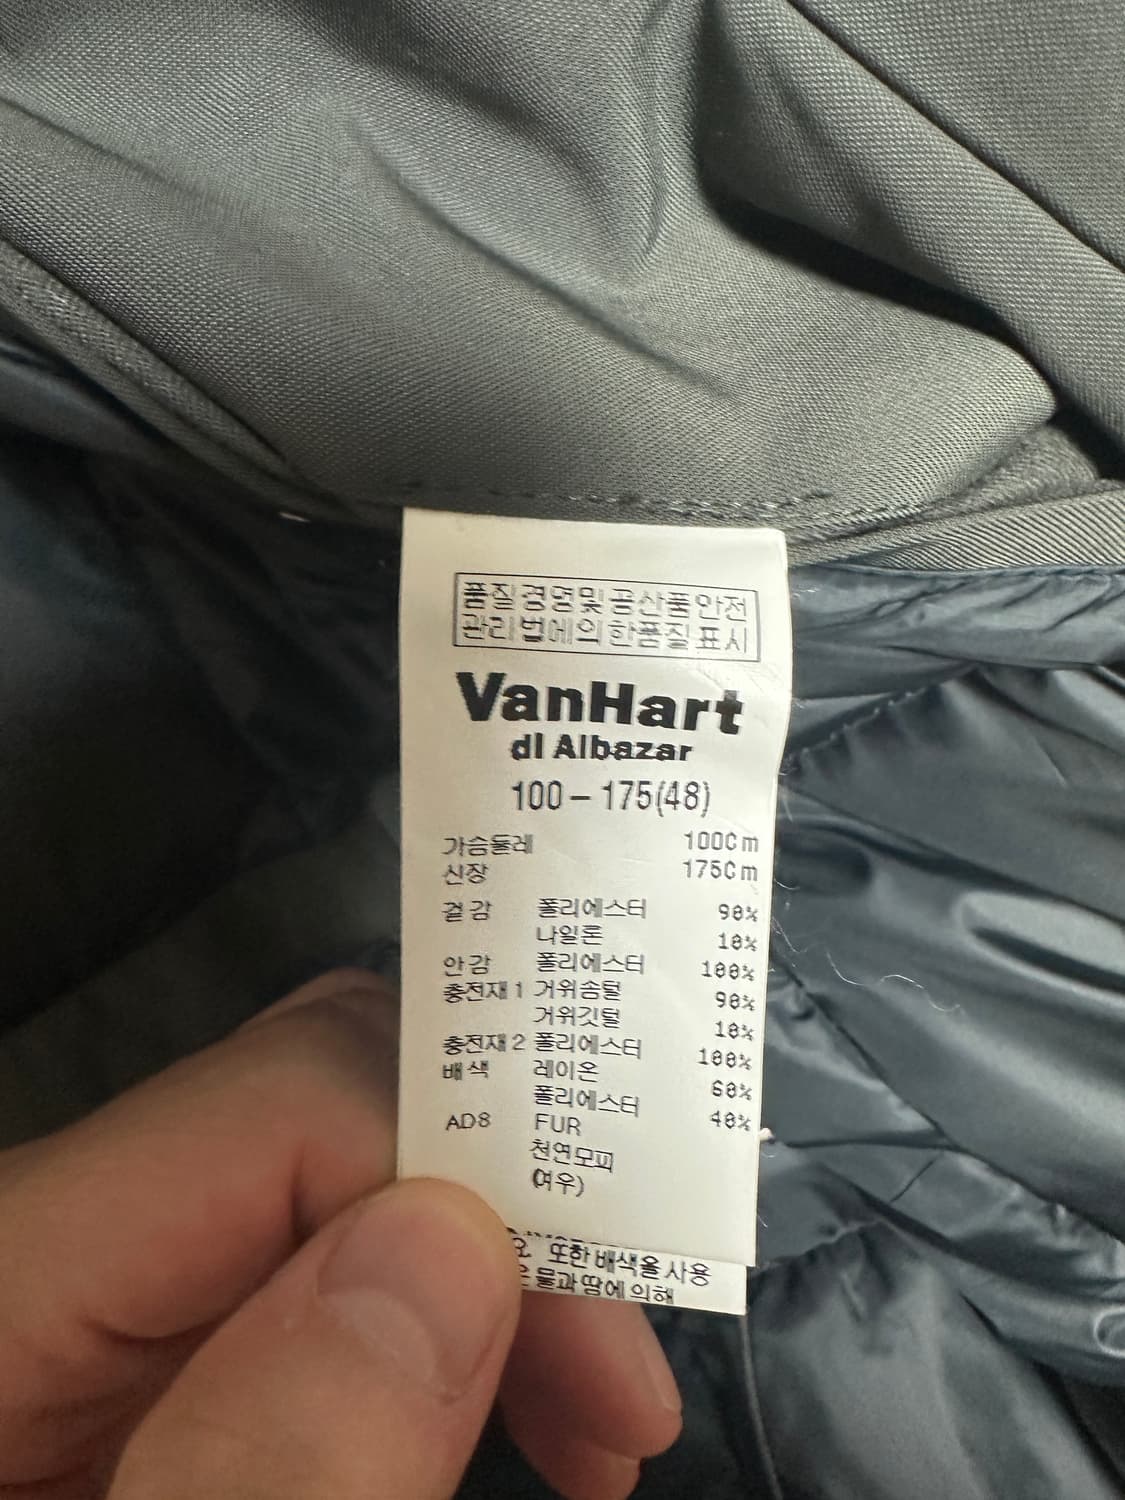 품질경영및공산품안전
관리법에의한품질표시
VanHart
dI Albazar
100 – 175(48)
가슴둘레 100Cm
신장 175Cm
겉감 폴리에스터 90%
나일론 10%
안감 폴리에스터 100%
충전재 1 거위솜털 90%
거위깃털 10%
충전재 2 폴리에스터 100%
배색 레이온 60%
폴리에스터 40%
AD8 FUR
천연모피
(여우)
또한 배색을 사용
물과 땀에 의해